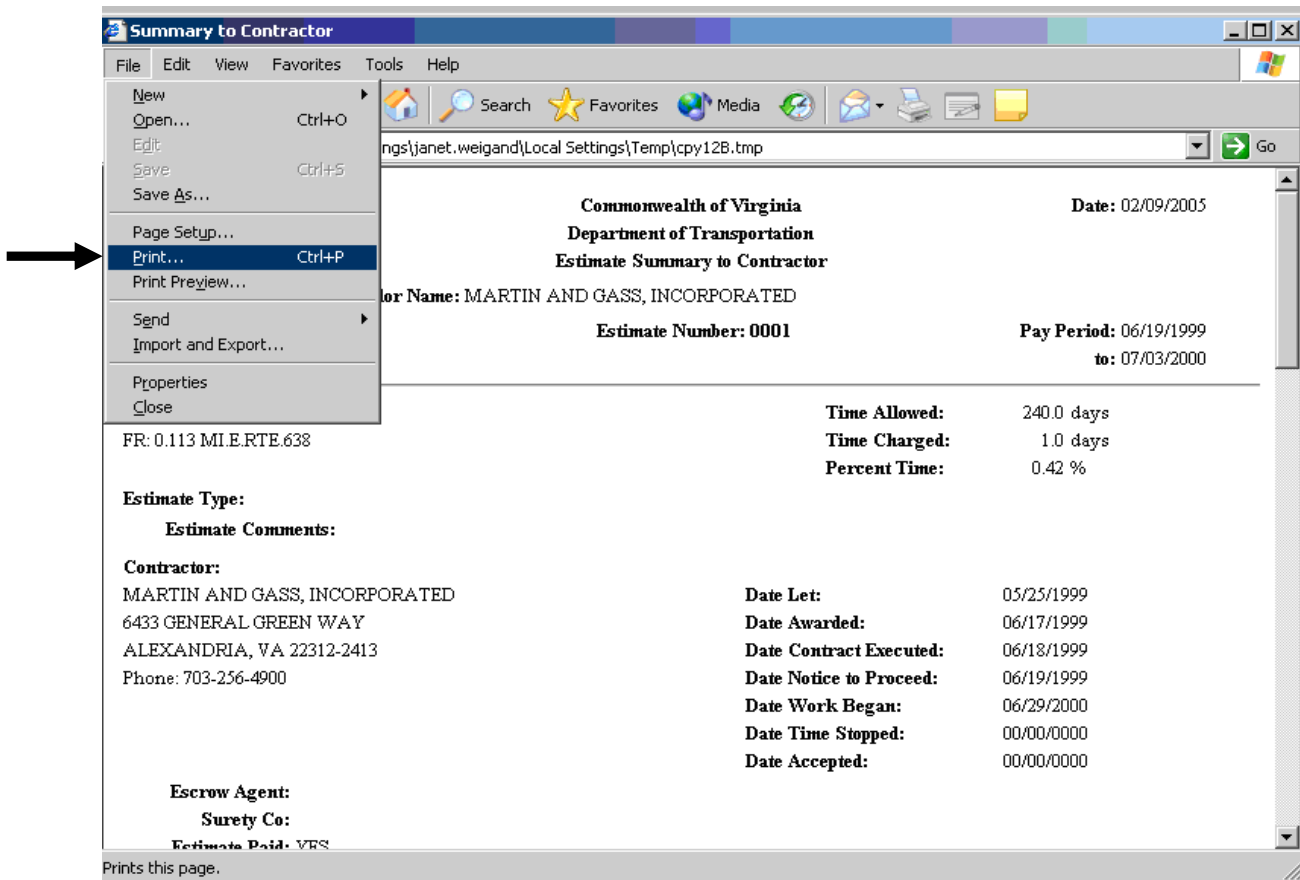 Summary to Contractor
File Edit View Favorites Tools Help
Search Favorites Media
ngs\janet.weigand\Local Settings\Temp\cpy12B.tmp Go
New
Open... Ctrl+O
Edit
Save Ctrl+S
Save As...
Page Setup...
Print... Ctrl+P
Print Preview...
Send
Import and Export...
Properties
Close
Commonwealth of Virginia Date: 02/09/2005
Department of Transportation
Estimate Summary to Contractor
lor Name: MARTIN AND GASS, INCORPORATED
Estimate Number: 0001 Pay Period: 06/19/1999
to: 07/03/2000
Time Allowed: 240.0 days
FR: 0.113 MI.E.RTE.638 Time Charged: 1.0 days
Percent Time: 0.42 %
Estimate Type:
Estimate Comments:
Contractor:
MARTIN AND GASS, INCORPORATED Date Let: 05/25/1999
6433 GENERAL GREEN WAY Date Awarded: 06/17/1999
ALEXANDRIA, VA 22312-2413 Date Contract Executed: 06/18/1999
Phone: 703-256-4900 Date Notice to Proceed: 06/19/1999
Date Work Began: 06/29/2000
Date Time Stopped: 00/00/0000
Date Accepted: 00/00/0000
Escrow Agent:
Surety Co:
Estimate Paid: YES
Prints this page.